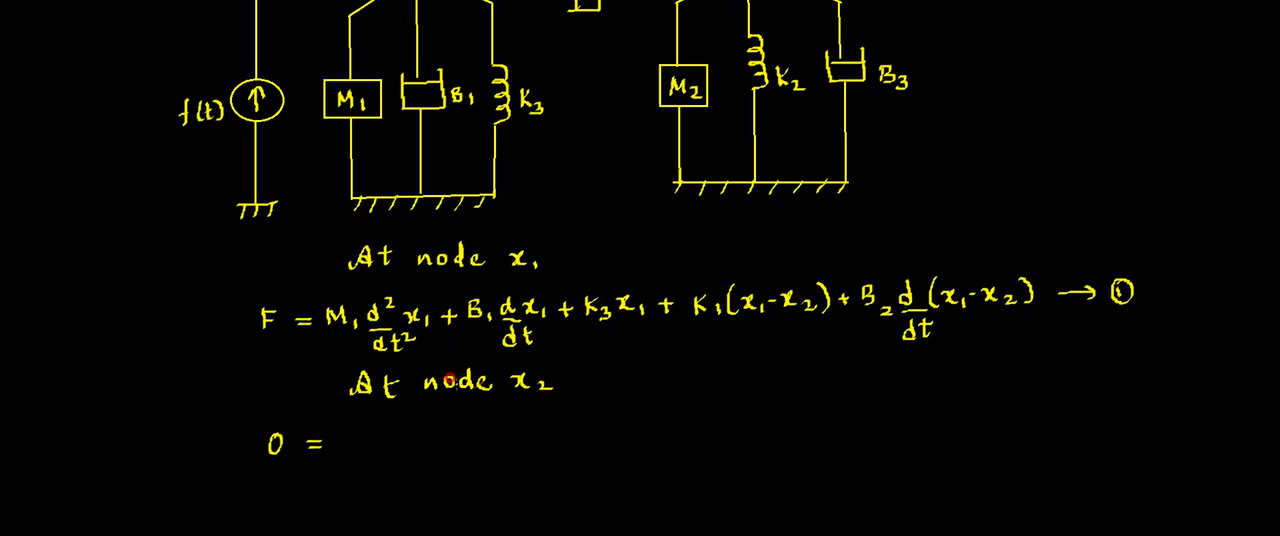 f(t) M₁ B₁ K₃ M₂ K₂ B₃
At node x₁
F = M₁ d²/dt² x₁ + B₁ d/dt x₁ + K₃x₁ + K₁(x₁-x₂) + B₂ d/dt (x₁-x₂) → ①
At node x₂
0 =